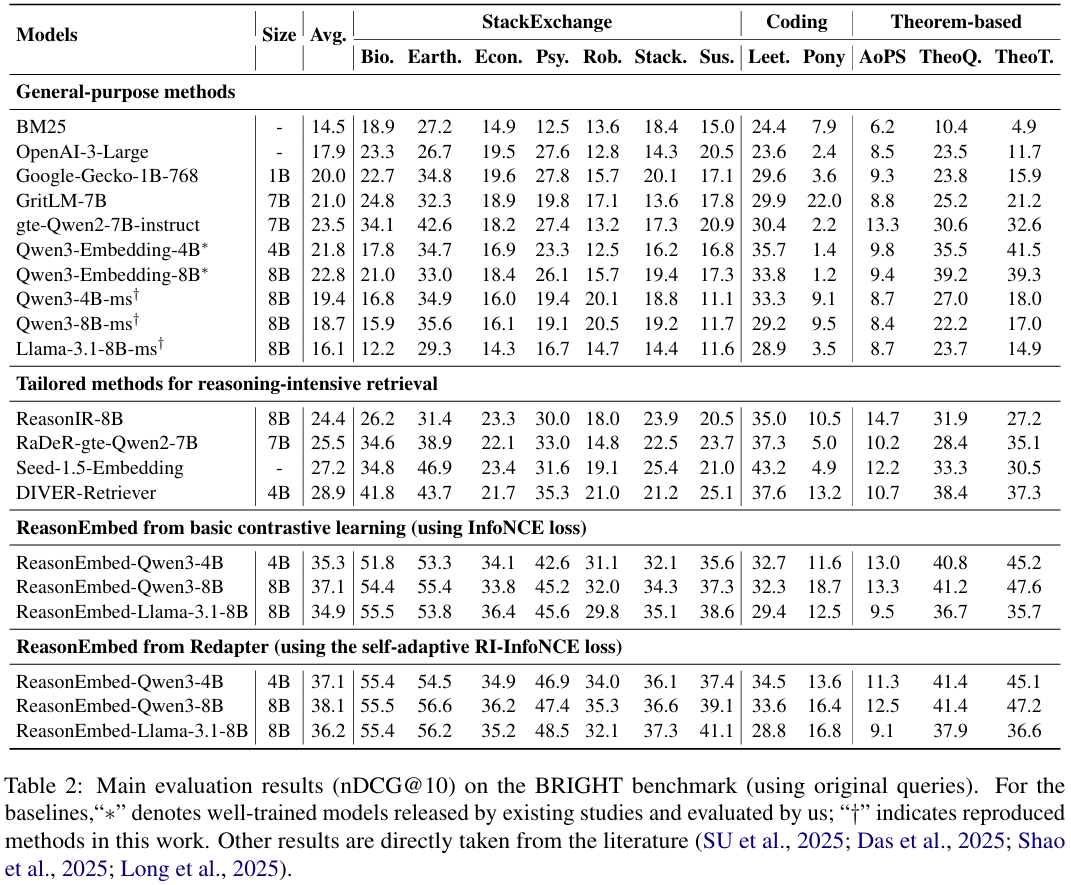 Models Size Avg. StackExchange Coding Theorem-based
Bio. Earth. Econ. Psy. Rob. Stack. Sus. Leet. Pony AoPS TheoQ. TheoT.
General-purpose methods
BM25 - 14.5 18.9 27.2 14.9 12.5 13.6 18.4 15.0 24.4 7.9 6.2 10.4 4.9
OpenAI-3-Large - 17.9 23.3 26.7 19.5 27.6 12.8 14.3 20.5 23.6 2.4 8.5 23.5 11.7
Google-Gecko-1B-768 1B 20.0 22.7 34.8 19.6 27.8 15.7 20.1 17.1 29.6 3.6 9.3 23.8 15.9
GritLM-7B 7B 21.0 24.8 32.3 18.9 19.8 17.1 13.6 17.8 29.9 22.0 8.8 25.2 21.2
gte-Qwen2-7B-instruct 7B 23.5 34.1 42.6 18.2 27.4 13.2 17.3 20.9 30.4 2.2 13.3 30.6 32.6
Qwen3-Embedding-4B* 4B 21.8 17.8 34.7 16.9 23.3 12.5 16.2 16.8 35.7 1.4 9.8 35.5 41.5
Qwen3-Embedding-8B* 8B 22.8 21.0 33.0 18.4 26.1 15.7 19.4 17.3 33.8 1.2 9.4 39.2 39.3
Qwen3-4B-ms† 8B 19.4 16.8 34.9 16.0 19.4 20.1 18.8 11.1 33.3 9.1 8.7 27.0 18.0
Qwen3-8B-ms† 8B 18.7 15.9 35.6 16.1 19.1 20.5 19.2 11.7 29.2 9.5 8.4 22.2 17.0
Llama-3.1-8B-ms† 8B 16.1 12.2 29.3 14.3 16.7 14.7 14.4 11.6 28.9 3.5 8.7 23.7 14.9
Tailored methods for reasoning-intensive retrieval
ReasonIR-8B 8B 24.4 26.2 31.4 23.3 30.0 18.0 23.9 20.5 35.0 10.5 14.7 31.9 27.2
RaDeR-gte-Qwen2-7B 7B 25.5 34.6 38.9 22.1 33.0 14.8 22.5 23.7 37.3 5.0 10.2 28.4 35.1
Seed-1.5-Embedding - 27.2 34.8 46.9 23.4 31.6 19.1 25.4 21.0 43.2 4.9 12.2 33.3 30.5
DIVER-Retriever 4B 28.9 41.8 43.7 21.7 35.3 21.0 21.2 25.1 37.6 13.2 10.7 38.4 37.3
ReasonEmbed from basic contrastive learning (using InfoNCE loss)
ReasonEmbed-Qwen3-4B 4B 35.3 51.8 53.3 34.1 42.6 31.1 32.1 35.6 32.7 11.6 13.0 40.8 45.2
ReasonEmbed-Qwen3-8B 8B 37.1 54.4 55.4 33.8 45.2 32.0 34.3 37.3 32.3 18.7 13.3 41.2 47.6
ReasonEmbed-Llama-3.1-8B 8B 34.9 55.5 53.8 36.4 45.6 29.8 35.1 38.6 29.4 12.5 9.5 36.7 35.7
ReasonEmbed from Redapter (using the self-adaptive RI-InfoNCE loss)
ReasonEmbed-Qwen3-4B 4B 37.1 55.4 54.5 34.9 46.9 34.0 36.1 37.4 34.5 13.6 11.3 41.4 45.1
ReasonEmbed-Qwen3-8B 8B 38.1 55.5 56.6 36.2 47.4 35.3 36.6 39.1 33.6 16.4 12.5 41.4 47.2
ReasonEmbed-Llama-3.1-8B 8B 36.2 55.4 56.2 35.2 48.5 32.1 37.3 41.1 28.8 16.8 9.1 37.9 36.6
Table 2: Main evaluation results (nDCG@10) on the BRIGHT benchmark (using original queries). For the
baselines,“∗” denotes well-trained models released by existing studies and evaluated by us; “†” indicates reproduced
methods in this work. Other results are directly taken from the literature (SU et al., 2025; Das et al., 2025; Shao
et al., 2025; Long et al., 2025).